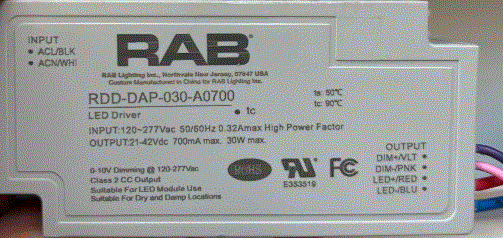 INPUT
ACL/BLK
ACN/WHI
RAB
RAB Lighting Inc., Northvale New Jersey, 07647 USA
Custom Manufactured in China for RAB Lighting Inc.
RDD-DAP-030-A0700
LED Driver
tc
ta: 50℃
tc: 90℃
INPUT:120~277Vac 50/60Hz 0.32Amax High Power Factor
OUTPUT:21-42Vdc 700mA max. 30W max.
0-10V Dimming @ 120-277Vac
Class 2 CC Output
Suitable For LED Module Use
Suitable For Dry and Damp Locations
RoHS
E353519
FC
OUTPUT
DIM+/VLT
DIM-/PNK
LED+/RED
LED-/BLU